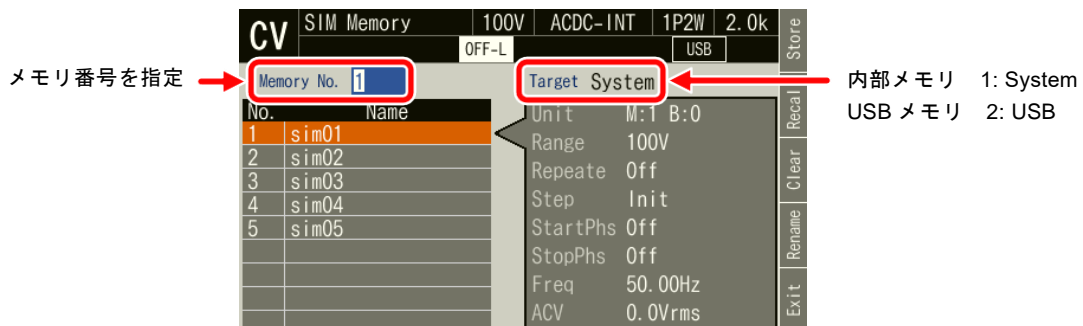 CV SIM Memory 100V ACDC-INT 1P2W 2.0k
OFF-L USB
メモリ番号を指定
Memory No. 1
Target System
内部メモリ 1: System
USB メモリ 2: USB
No. Name
1 sim01
2 sim02
3 sim03
4 sim04
5 sim05
Unit M:1 B:0
Range 100V
Repeate Off
Step Init
StartPhs Off
StopPhs Off
Freq 50.00Hz
ACV 0.0Vrms
Store
Recal
Clear
Rename
Exit